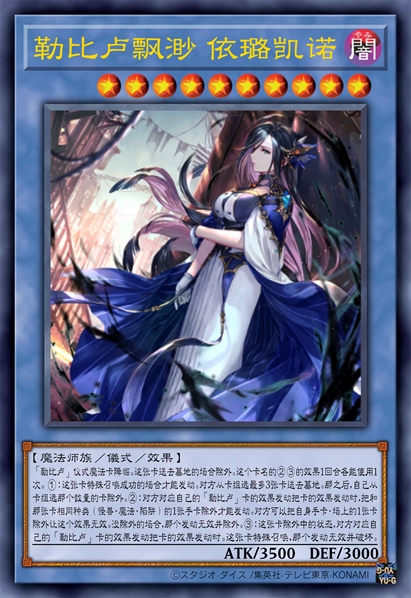 勒比卢飘渺 依璐凯诺
やみ
闇
【魔法师族／儀式／效果】
「勒比卢」仪式魔法卡降临。这张卡送去墓地的场合除外。这个卡名的②③的效果1回合各能使用1
次。①：这张卡特殊召唤成功的场合才能发动。对方从卡组选最多3张卡送去墓地。那之后,自己从
卡组选那个数量的卡除外。②：对方对应自己的「勒比卢」卡的效果发动把卡的效果发动时,把和
那张卡相同种类（怪兽·魔法·陷阱）的1张手卡除外才能发动。对方可以把自身手卡·场上的1张卡
除外让这个效果无效。没除外的场合,那个发动无效并除外。③：这张卡除外中的状态,对方对应自
己的「勒比卢」卡的效果发动把卡的效果发动时。这张卡特殊召唤,那个发动无效并破坏。
ATK/3500 DEF/3000
©スタジオ・ダイス /集英社・テレビ東京・KONAMI